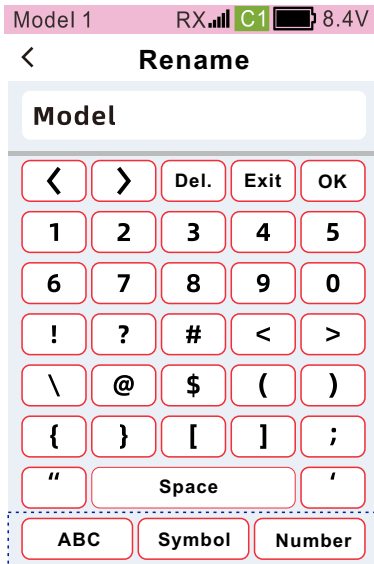 Model 1 RX C1 8.4V
< Rename
Model
❮ ❯ Del. Exit OK
1 2 3 4 5
6 7 8 9 0
! ? # < >
\ @ $ ( )
{ } [ ] ;
“ Space ‘
ABC Symbol Number